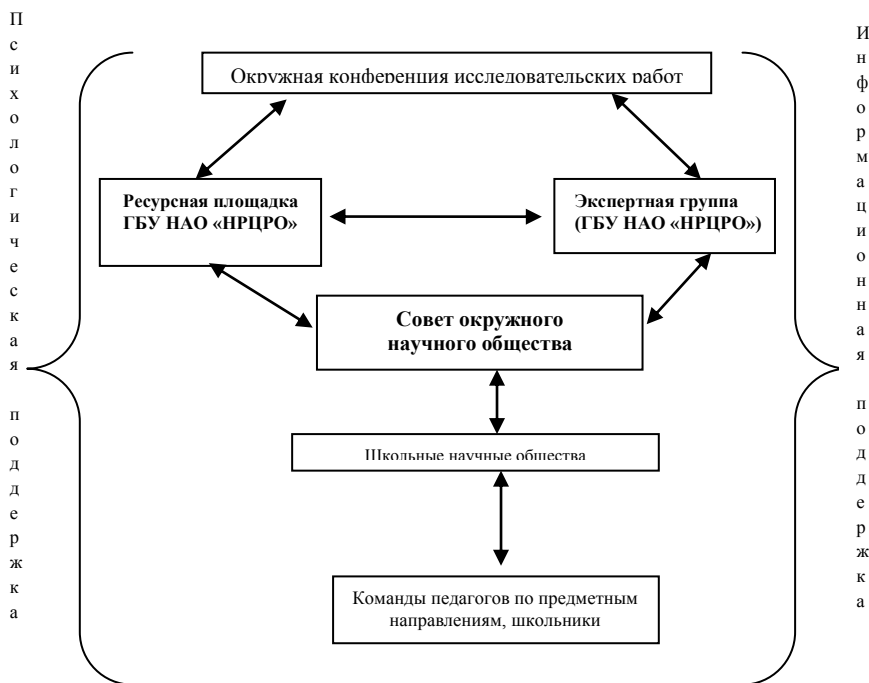 Психологическая поддержка
Информационная поддержка
Окружная конференция исследовательских работ
Ресурсная площадка
ГБУ НАО «НРЦРО»
Экспертная группа
(ГБУ НАО «НРЦРО»)
Совет окружного
научного общества
Школьные научные общества
Команды педагогов по предметным
направлениям, школьники